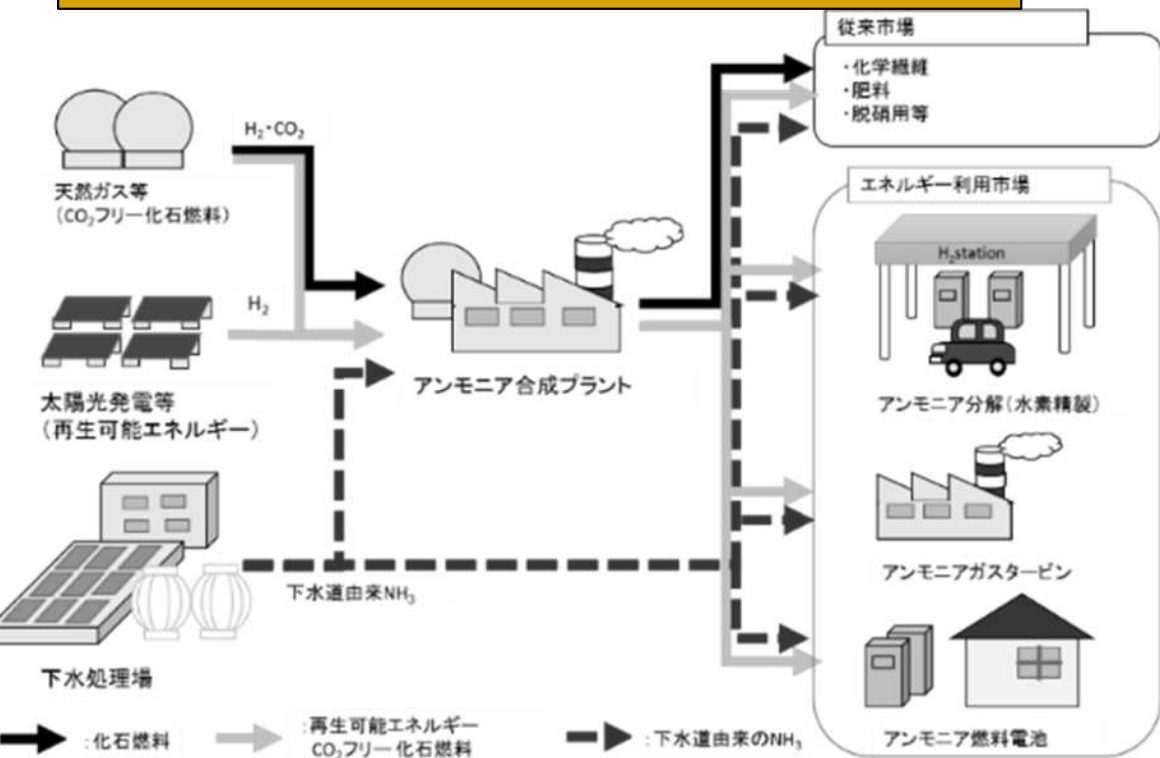 従来市場
・化学繊維
・肥料
・脱硝用等
H₂・CO₂
天然ガス等
(CO₂フリー化石燃料)
エネルギー利用市場
H₂station
H₂
太陽光発電等
(再生可能エネルギー)
アンモニア合成プラント
アンモニア分解(水素精製)
下水道由来NH₃
アンモニアガスタービン
下水処理場
:化石燃料
:再生可能エネルギー
CO₂フリー化石燃料
:下水道由来のNH₃
アンモニア燃料電池